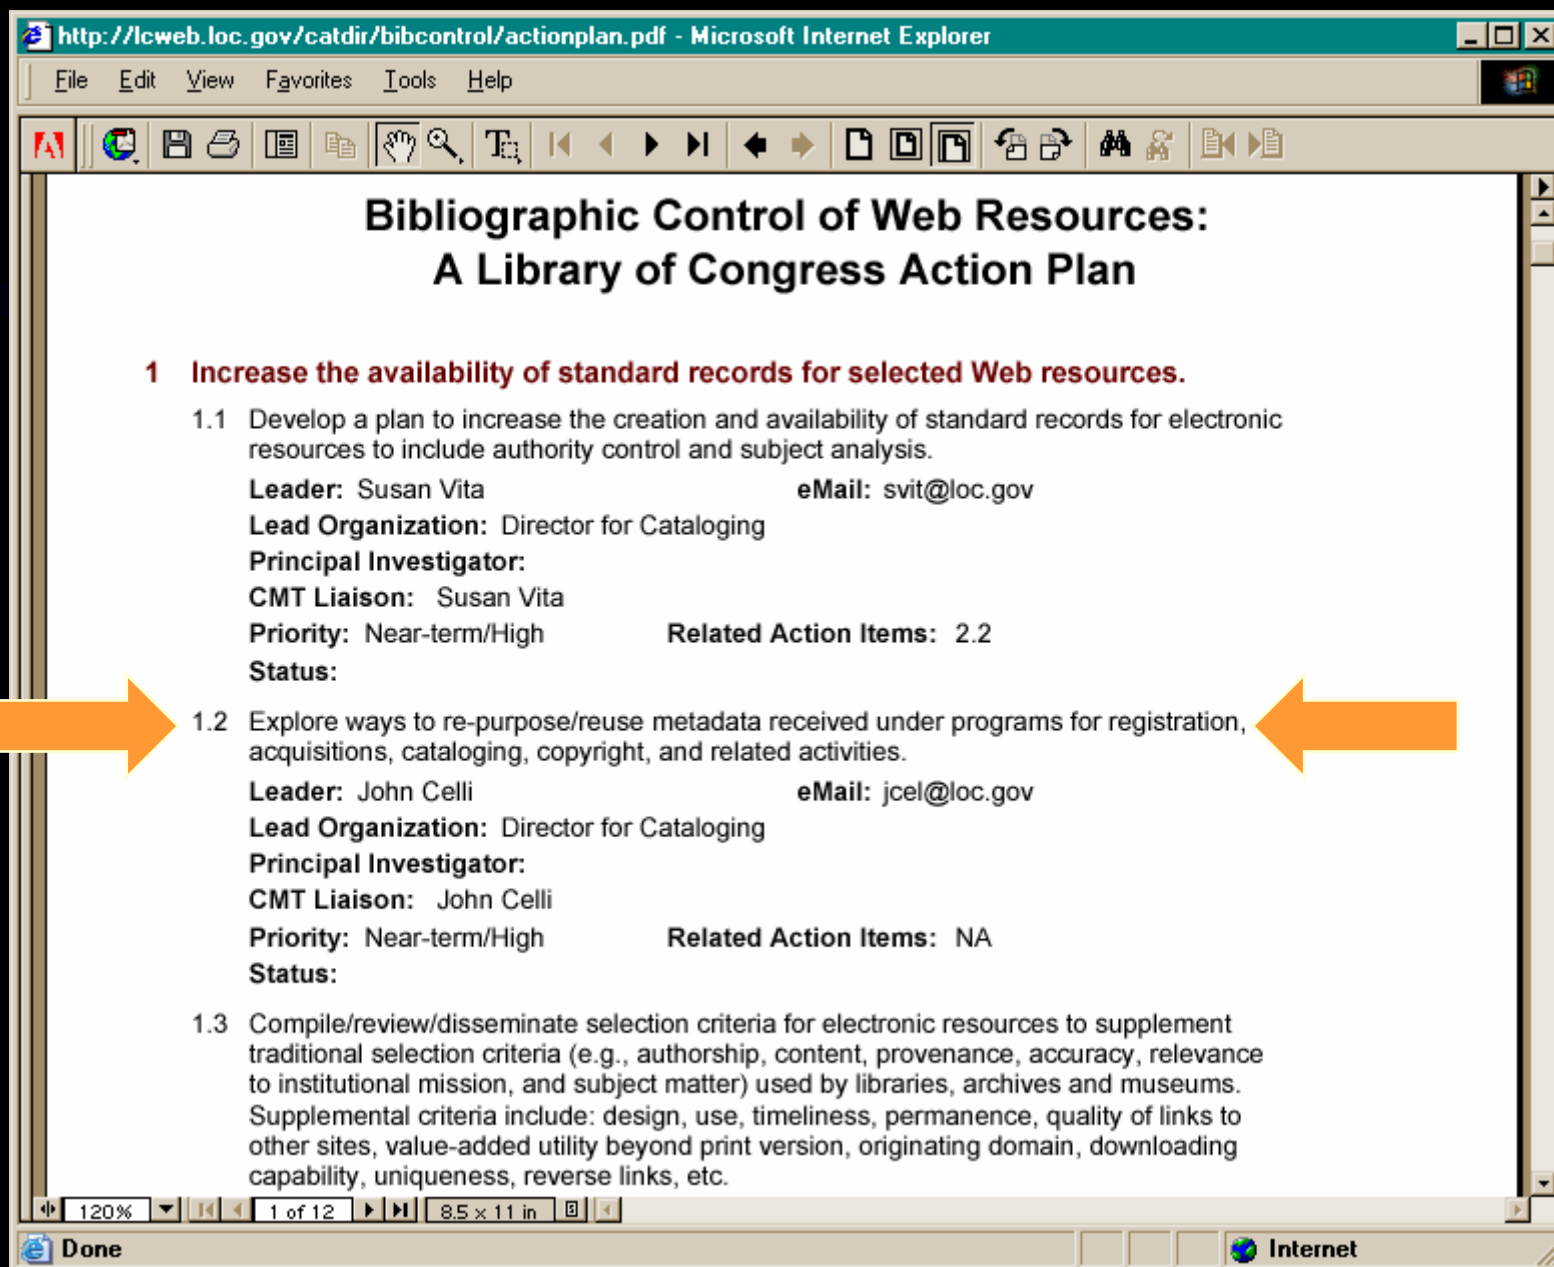 http://lcweb.loc.gov/catdir/bibcontrol/actionplan.pdf - Microsoft Internet Explorer
File Edit View Favorites Tools Help
Bibliographic Control of Web Resources:
A Library of Congress Action Plan
1 Increase the availability of standard records for selected Web resources.
1.1 Develop a plan to increase the creation and availability of standard records for electronic
resources to include authority control and subject analysis.
Leader: Susan Vita eMail: svit@loc.gov
Lead Organization: Director for Cataloging
Principal Investigator:
CMT Liaison: Susan Vita
Priority: Near-term/High Related Action Items: 2.2
Status:
1.2 Explore ways to re-purpose/reuse metadata received under programs for registration,
acquisitions, cataloging, copyright, and related activities.
Leader: John Celli eMail: jcel@loc.gov
Lead Organization: Director for Cataloging
Principal Investigator:
CMT Liaison: John Celli
Priority: Near-term/High Related Action Items: NA
Status:
1.3 Compile/review/disseminate selection criteria for electronic resources to supplement
traditional selection criteria (e.g., authorship, content, provenance, accuracy, relevance
to institutional mission, and subject matter) used by libraries, archives and museums.
Supplemental criteria include: design, use, timeliness, permanence, quality of links to
other sites, value-added utility beyond print version, originating domain, downloading
capability, uniqueness, reverse links, etc.
120% 1 of 12 8.5 x 11 in
Done Internet